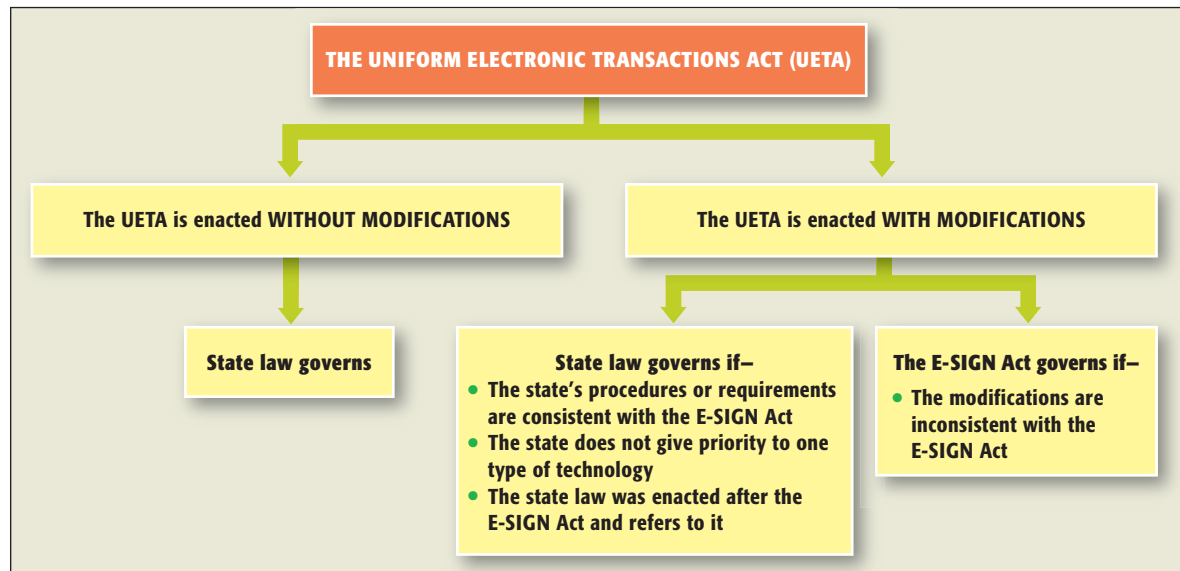 THE UNIFORM ELECTRONIC TRANSACTIONS ACT (UETA)
The UETA is enacted WITHOUT MODIFICATIONS
The UETA is enacted WITH MODIFICATIONS
State law governs
State law governs if–
• The state’s procedures or requirements
are consistent with the E-SIGN Act
• The state does not give priority to one
type of technology
• The state law was enacted after the
E-SIGN Act and refers to it
The E-SIGN Act governs if–
• The modifications are
inconsistent with the
E-SIGN Act